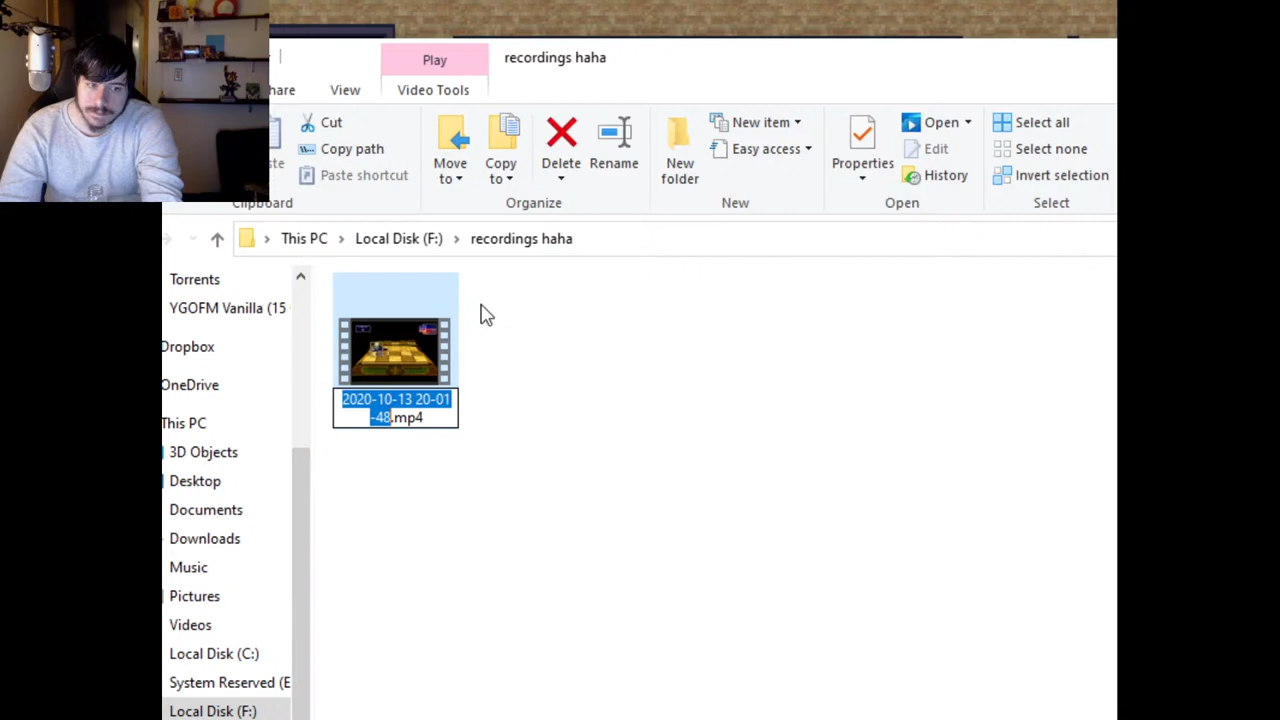 Play
recordings haha
hare
View
Video Tools
Cut
Copy path
Paste shortcut
ste
Clipboard
Move to
Copy to
Delete
Rename
Organize
New folder
New item
Easy access
New
Properties
Open
Edit
History
Open
Select all
Select none
Invert selection
Select
This PC
Local Disk (F:)
recordings haha
Torrents
YGOFM Vanilla (15
Dropbox
OneDrive
This PC
3D Objects
Desktop
Documents
Downloads
Music
Pictures
Videos
Local Disk (C:)
System Reserved (E
Local Disk (F:)
2020-10-13 20-01
-48.mp4